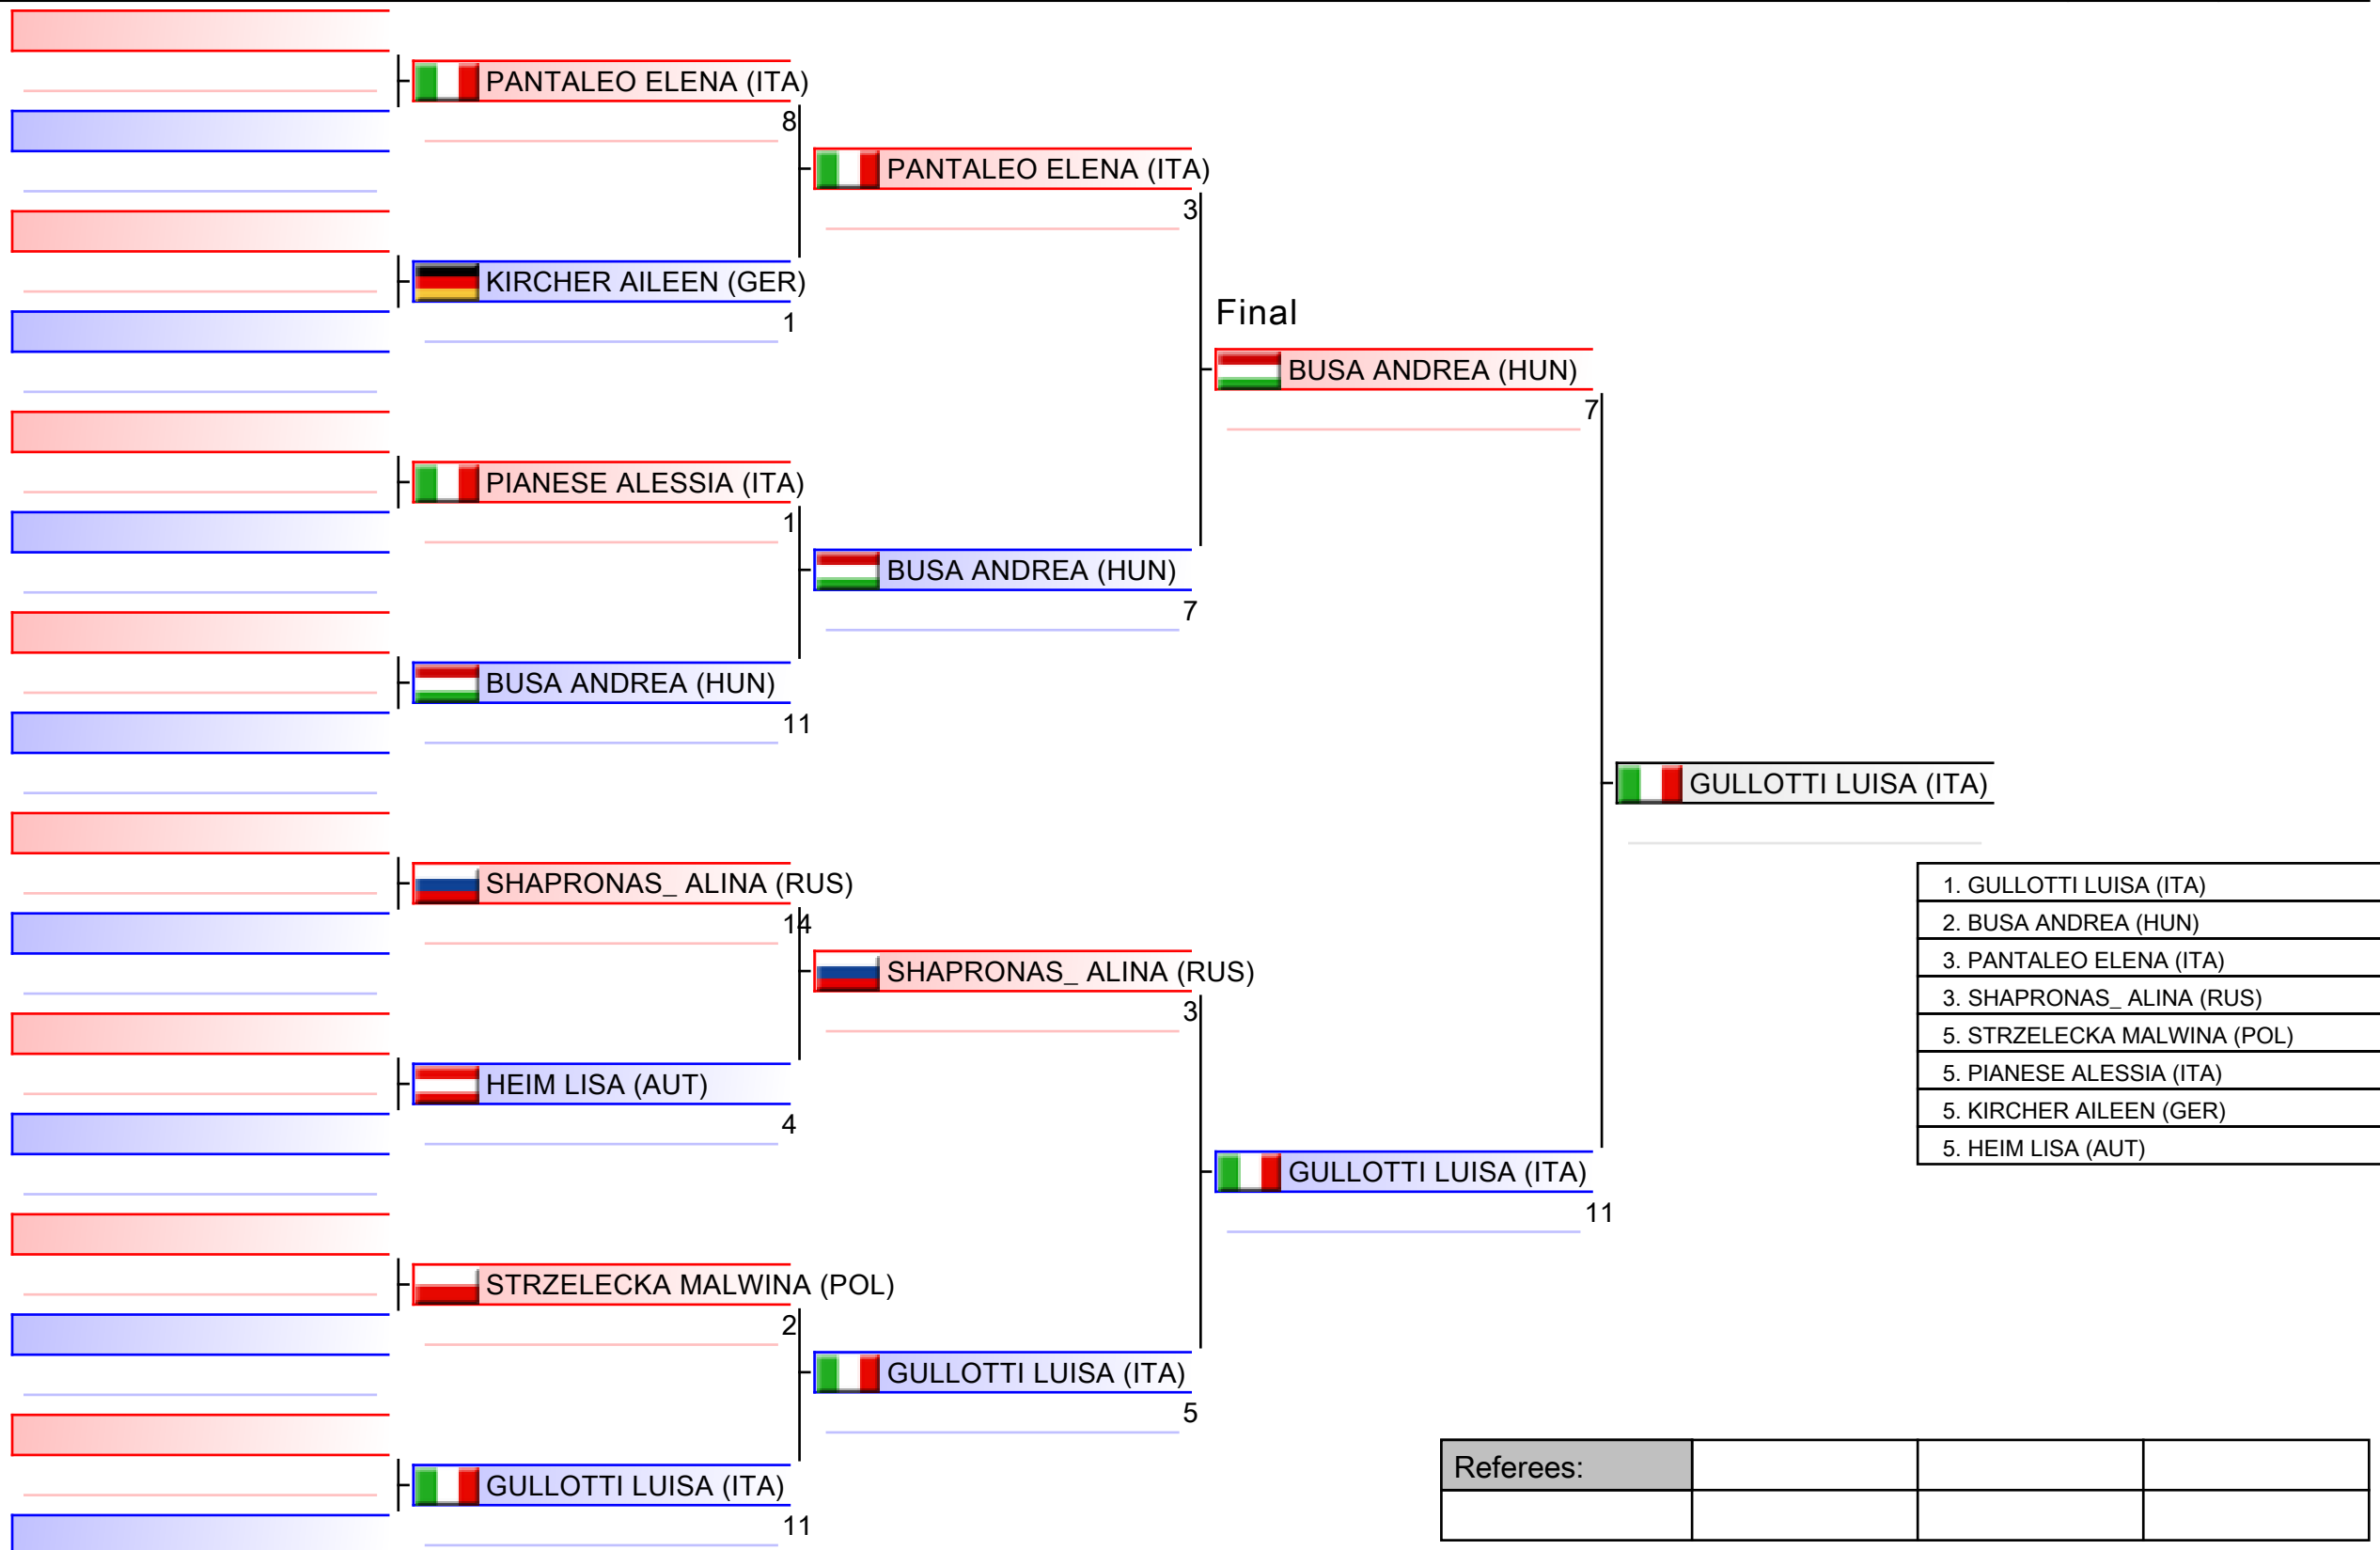 PANTALEO ELENA (ITA)
8
KIRCHER AILEEN (GER)
1
PIANESE ALESSIA (ITA)
1
BUSA ANDREA (HUN)
11
SHAPRONAS_ ALINA (RUS)
14
HEIM LISA (AUT)
4
STRZELECKA MALWINA (POL)
2
GULLOTTI LUISA (ITA)
11
PANTALEO ELENA (ITA)
3
BUSA ANDREA (HUN)
7
SHAPRONAS_ ALINA (RUS)
3
GULLOTTI LUISA (ITA)
5
Final
BUSA ANDREA (HUN)
7
GULLOTTI LUISA (ITA)
11
GULLOTTI LUISA (ITA)
1. GULLOTTI LUISA (ITA)
2. BUSA ANDREA (HUN)
3. PANTALEO ELENA (ITA)
3. SHAPRONAS_ ALINA (RUS)
5. STRZELECKA MALWINA (POL)
5. PIANESE ALESSIA (ITA)
5. KIRCHER AILEEN (GER)
5. HEIM LISA (AUT)
Referees: